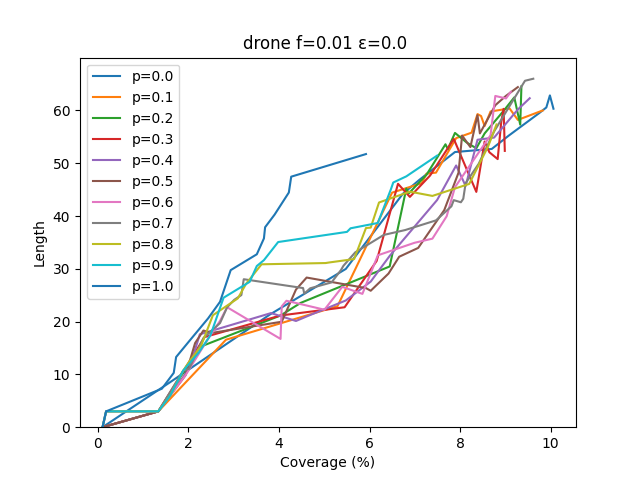 drone f=0.01 ε=0.0
p=0.0
p=0.1
p=0.2
p=0.3
p=0.4
p=0.5
p=0.6
p=0.7
p=0.8
p=0.9
p=1.0
Length
60
50
40
30
20
10
0
0 2 4 6 8 10
Coverage (%)